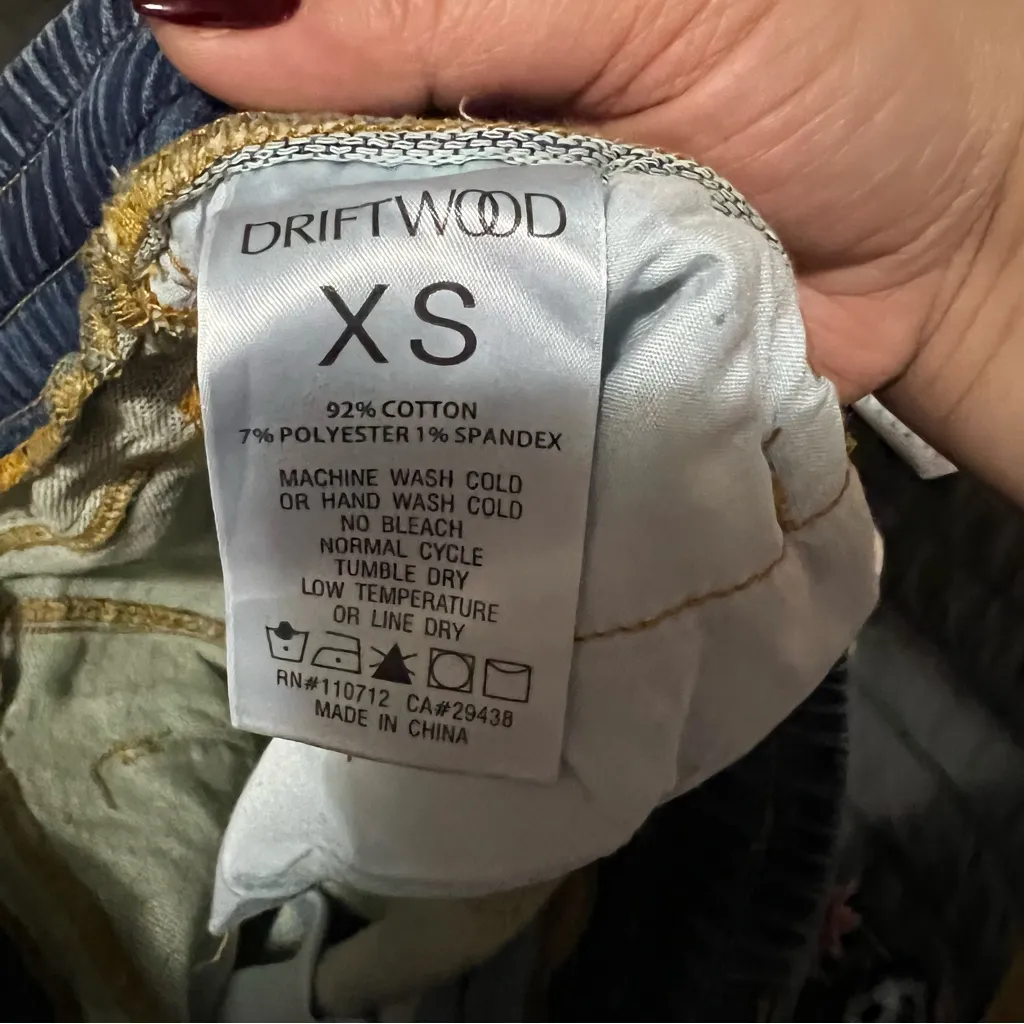 DRIFTWOOD
XS
92% COTTON
7% POLYESTER 1% SPANDEX
MACHINE WASH COLD
OR HAND WASH COLD
NO BLEACH
NORMAL CYCLE
TUMBLE DRY
LOW TEMPERATURE
OR LINE DRY
RN#110712 CA#29438
MADE IN CHINA